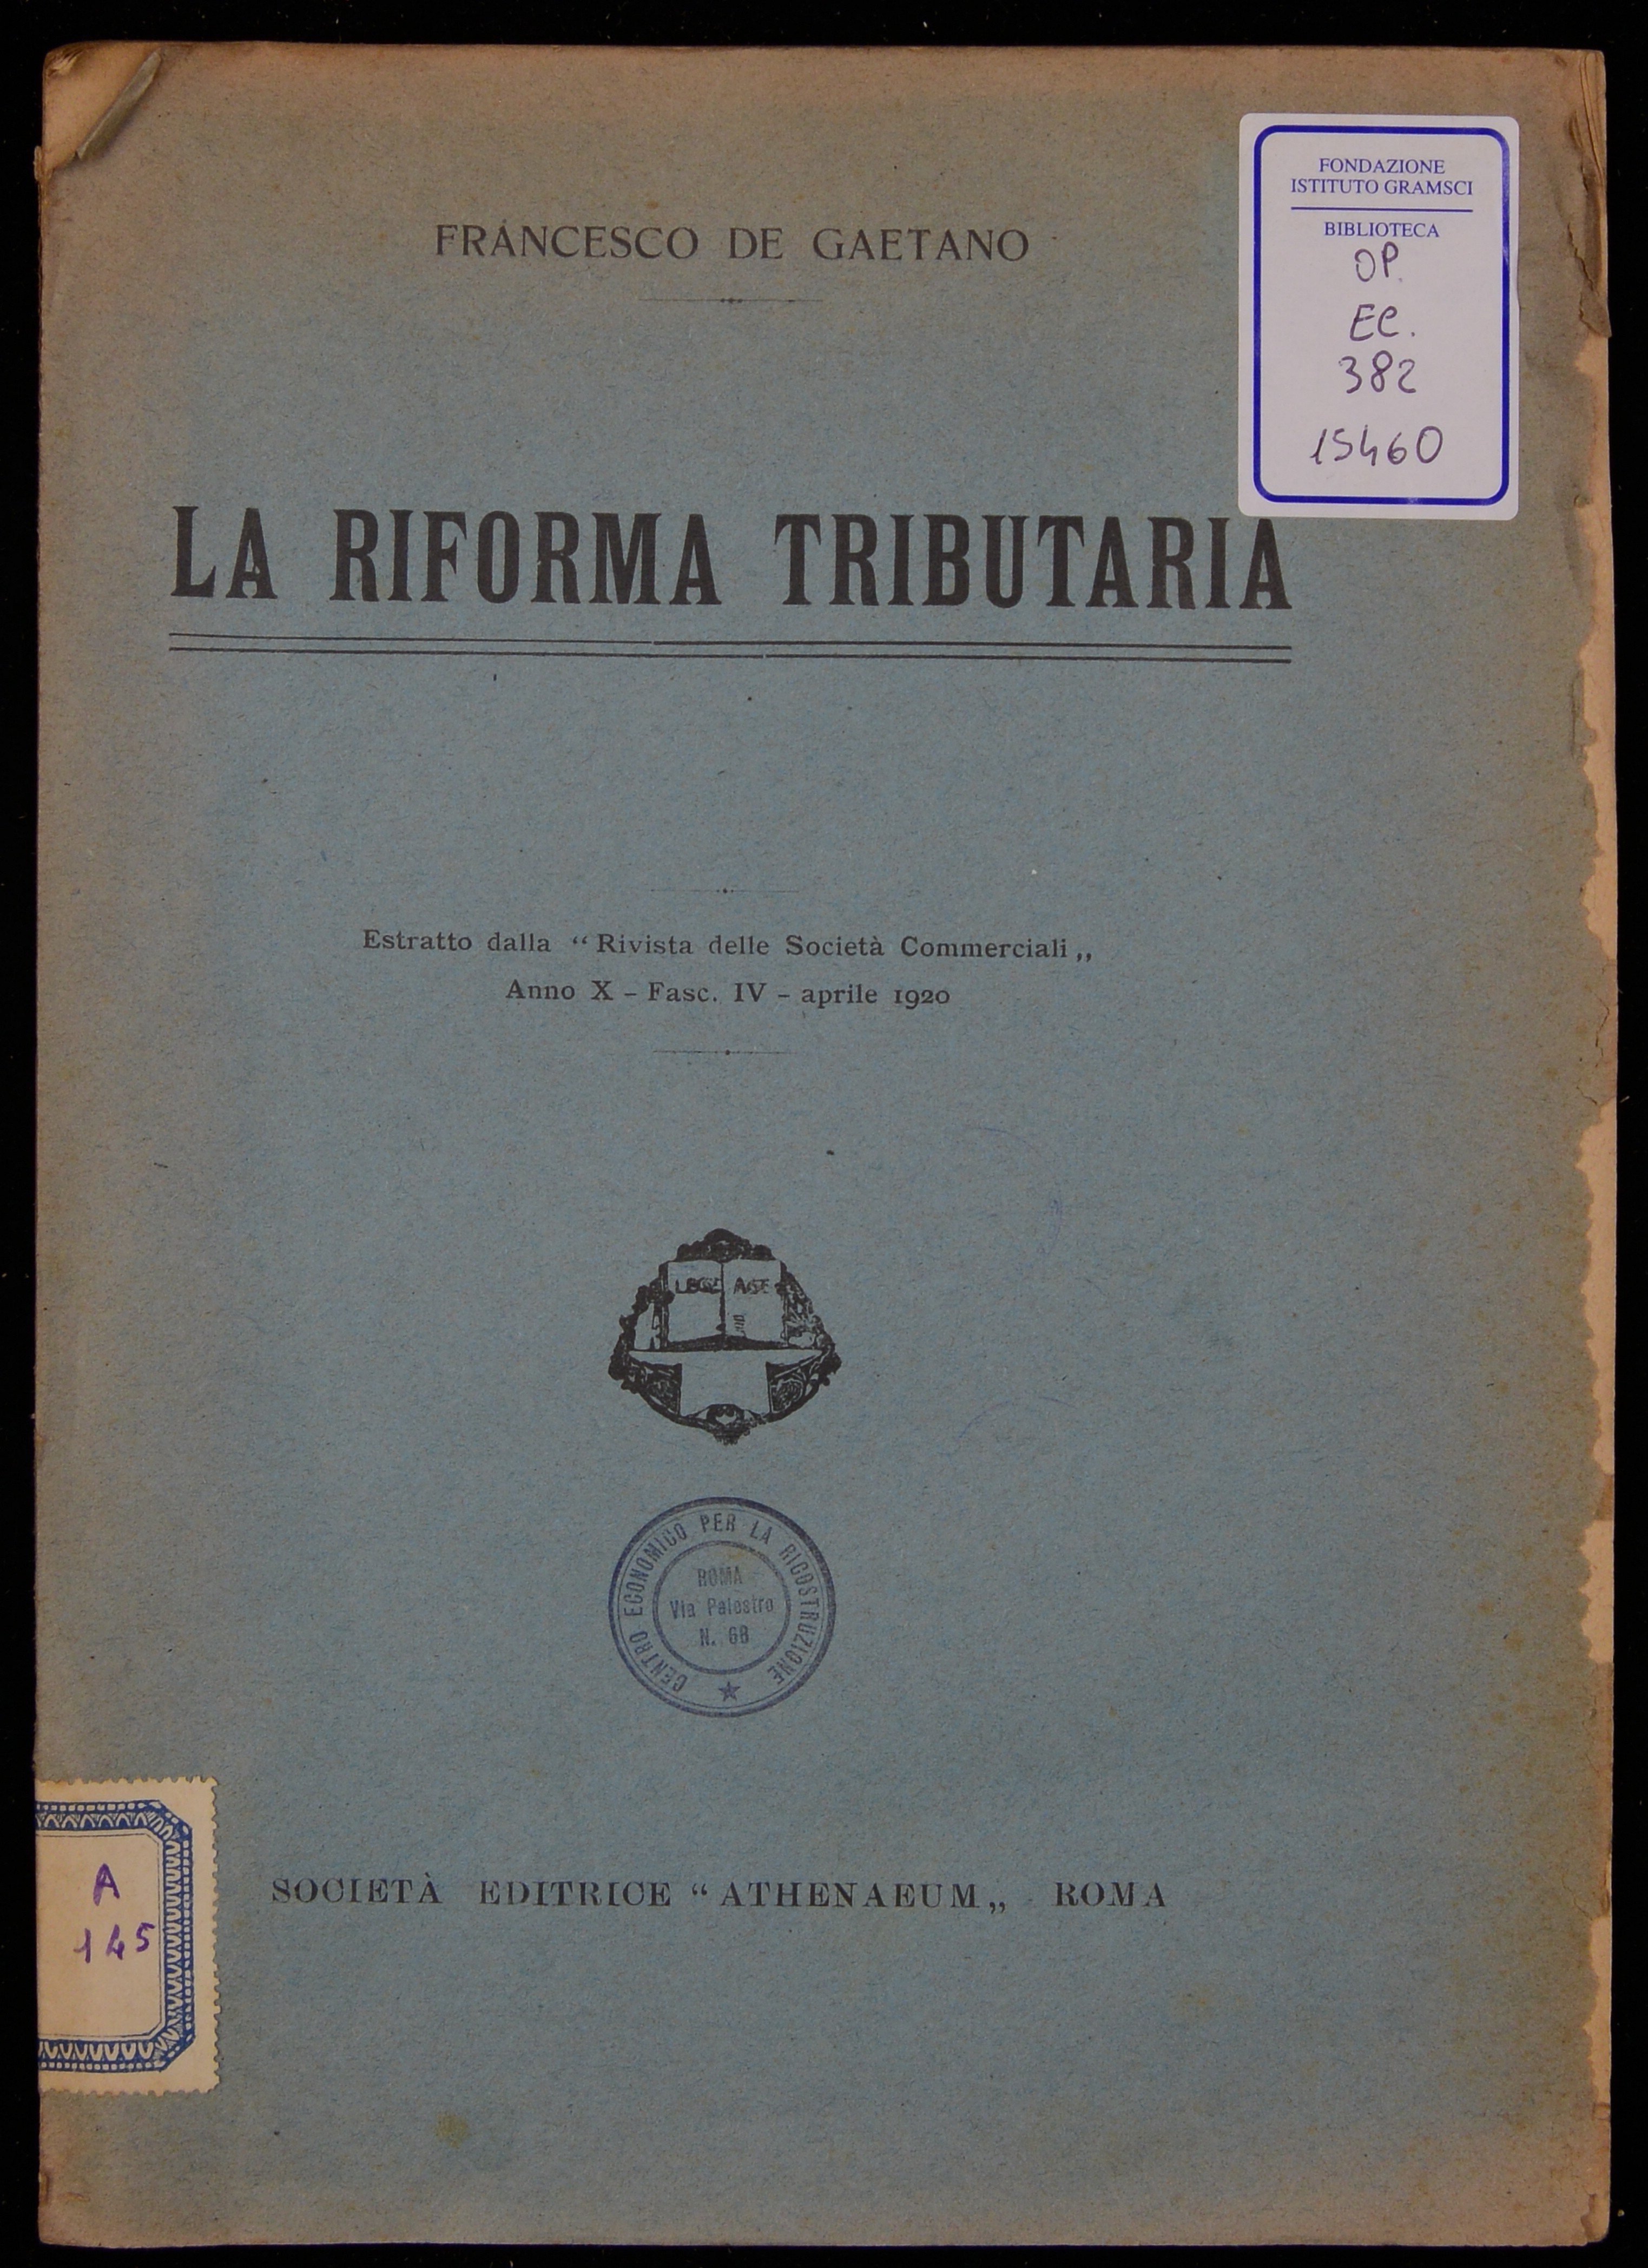 FRANCESCO DE GAETANO
FONDAZIONE
ISTITUTO GRAMSCI
BIBLIOTECA
OP.
EC.
382
15460
LA RIFORMA TRIBUTARIA
Estratto dalla “Rivista delle Società Commerciali„
Anno X - Fasc. IV - aprile 1920
LEGE AGE
CENTRO ECONOMICO PER LA RICOSTRUZIONE
ROMA
Via Palestro
N. 68
A
145
SOCIETÀ EDITRICE “ATHENAEUM„ ROMA